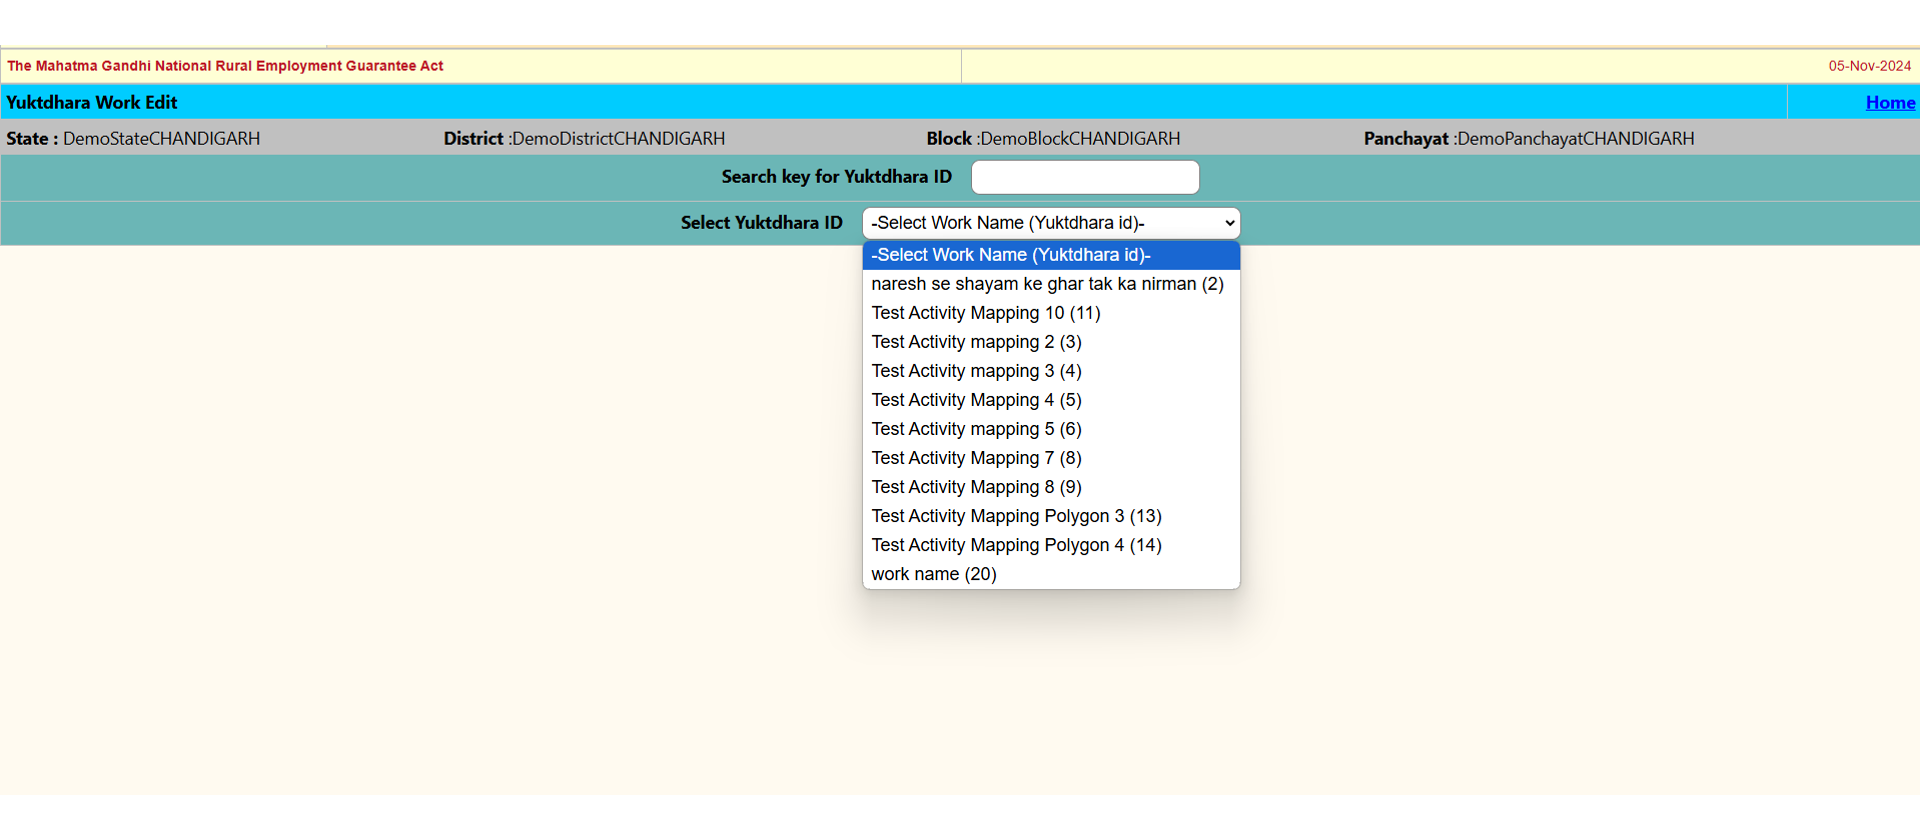 The Mahatma Gandhi National Rural Employment Guarantee Act 05-Nov-2024
Yuktdhara Work Edit Home
State : DemoStateCHANDIGARH District :DemoDistrictCHANDIGARH Block :DemoBlockCHANDIGARH Panchayat :DemoPanchayatCHANDIGARH
Search key for Yuktdhara ID
Select Yuktdhara ID -Select Work Name (Yuktdhara id)-
-Select Work Name (Yuktdhara id)-
naresh se shayam ke ghar tak ka nirman (2)
Test Activity Mapping 10 (11)
Test Activity mapping 2 (3)
Test Activity mapping 3 (4)
Test Activity Mapping 4 (5)
Test Activity mapping 5 (6)
Test Activity Mapping 7 (8)
Test Activity Mapping 8 (9)
Test Activity Mapping Polygon 3 (13)
Test Activity Mapping Polygon 4 (14)
work name (20)